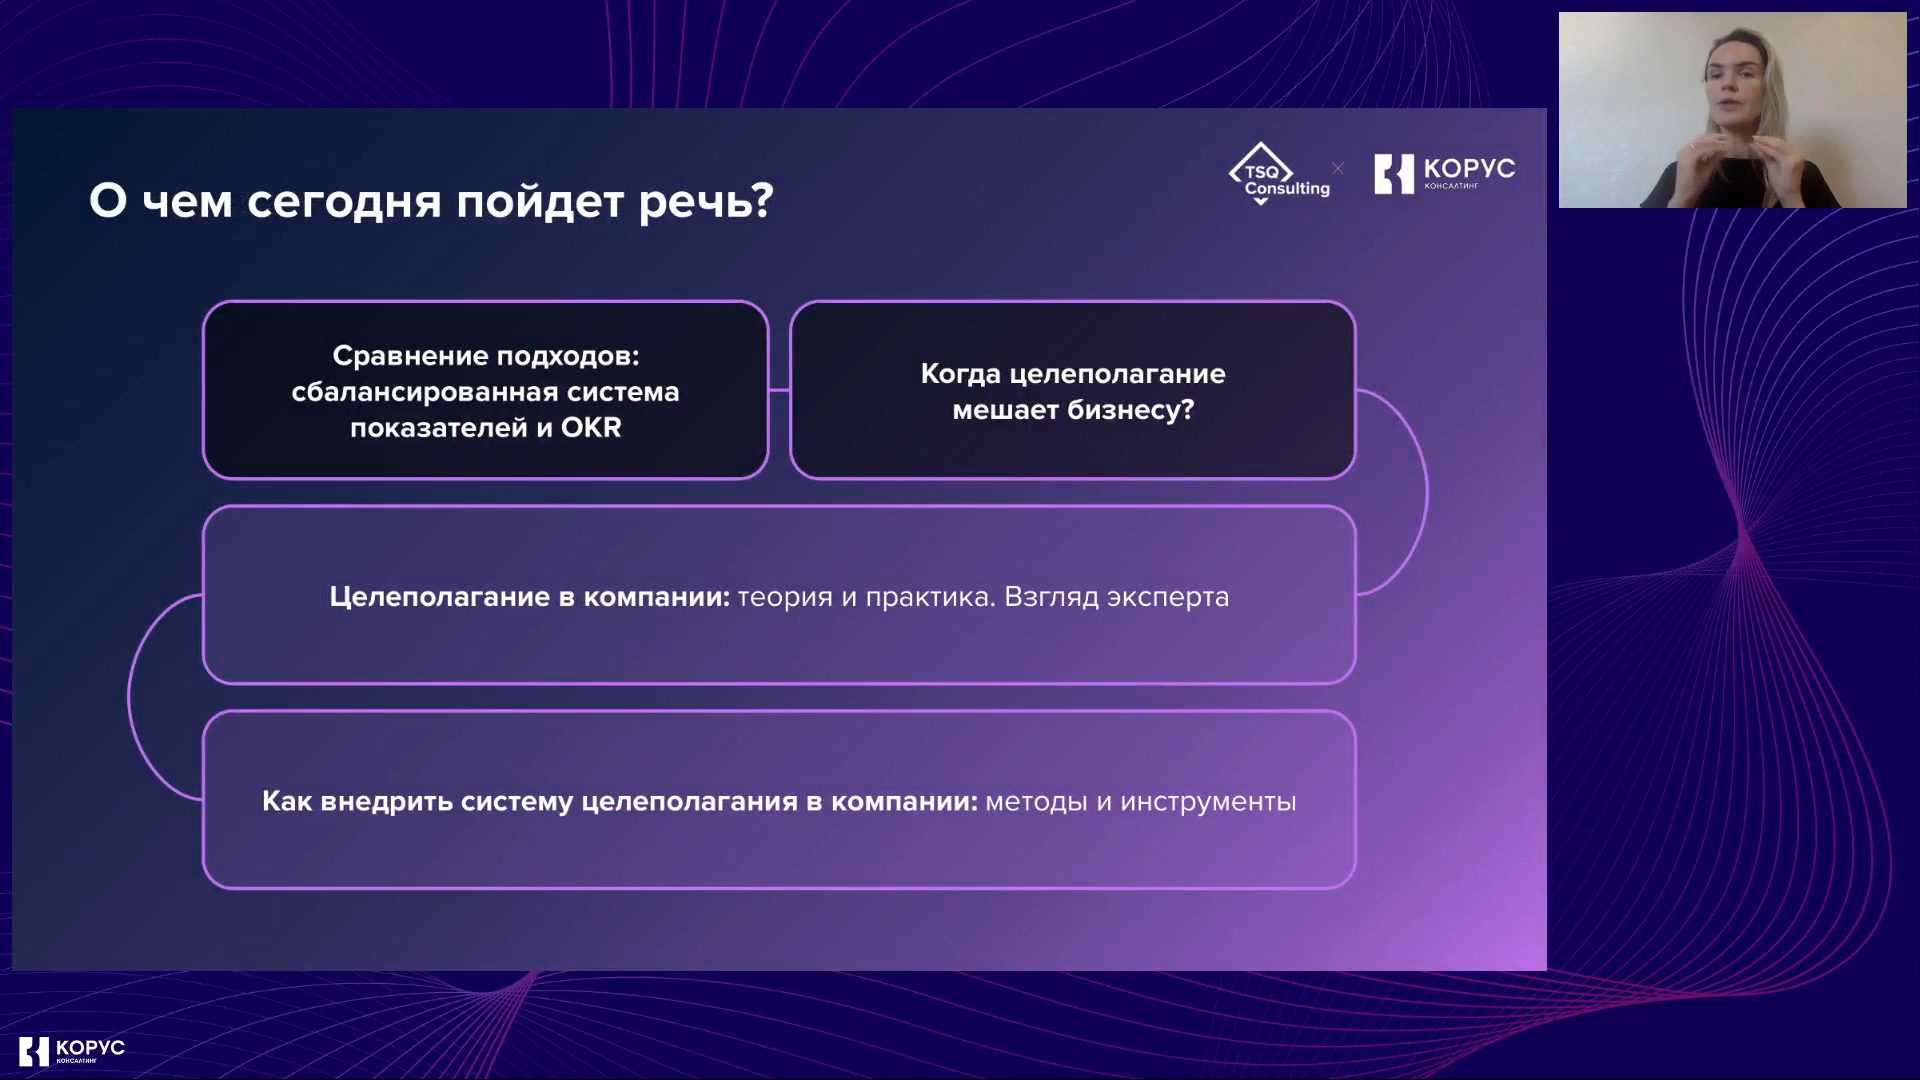 TSQ
Consulting
КОРУС
КОНСАЛТИНГ
О чем сегодня пойдет речь?
Сравнение подходов:
сбалансированная система
показателей и OKR
Когда целеполагание
мешает бизнесу?
Целеполагание в компании: теория и практика. Взгляд эксперта
Как внедрить систему целеполагания в компании: методы и инструменты
КОРУС
КОНСАЛТИНГ